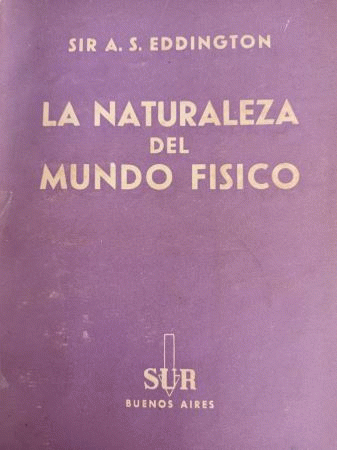 SIR A. S. EDDINGTON
LA NATURALEZA
DEL
MUNDO FISICO
SUR
BUENOS AIRES